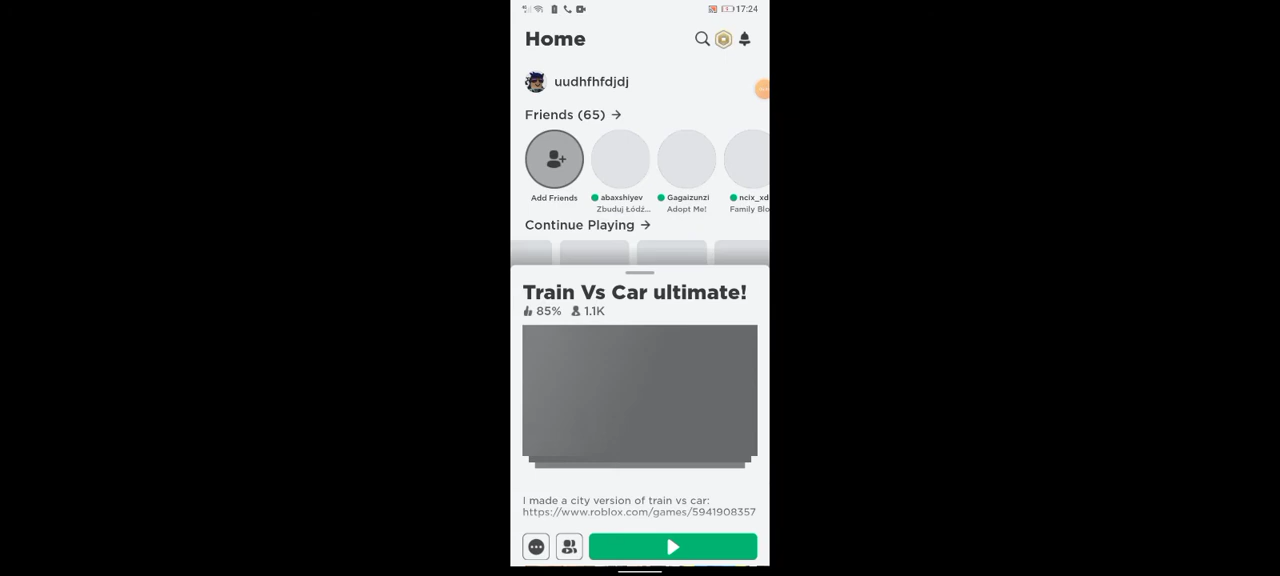 17:24
Home
uudhfhfdjdj
Friends (65) →
Add Friends
abaxshiyev
Zbuduj Łódź...
Gagaizunzi
Adopt Me!
ncix_xd
Family Blo
Continue Playing →
Train Vs Car ultimate!
85% 1.1K
I made a city version of train vs car:
https://www.roblox.com/games/5941908357